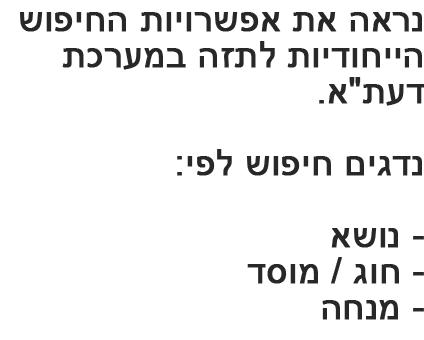 נראה את אפשרויות החיפוש
הייחודיות לתזה במערכת
דעת"א.
נדגים חיפוש לפי:
- נושא
- חוג / מוסד
- מנחה